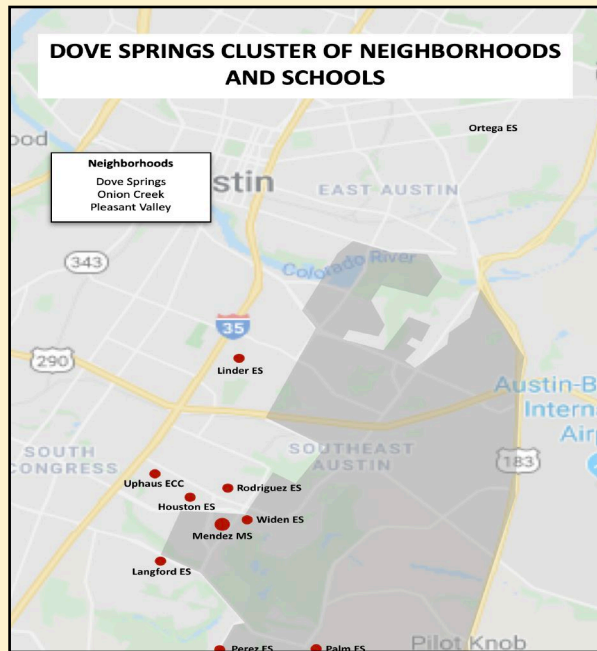 DOVE SPRINGS CLUSTER OF NEIGHBORHOODS
AND SCHOOLS
Ortega ES
ood
Neighborhoods
Dove Springs
Onion Creek
Pleasant Valley
stin
EAST AUSTIN
343
Colorado River
35
290
Linder ES
Austin-B
Intern
Airp
SOUTH
CONGRESS
SOUTHEAST
AUSTIN
183
Uphaus ECC
Rodriguez ES
Houston ES
Widen ES
Mendez MS
Langford ES
Pilot Knob
Perez ES
Palm ES